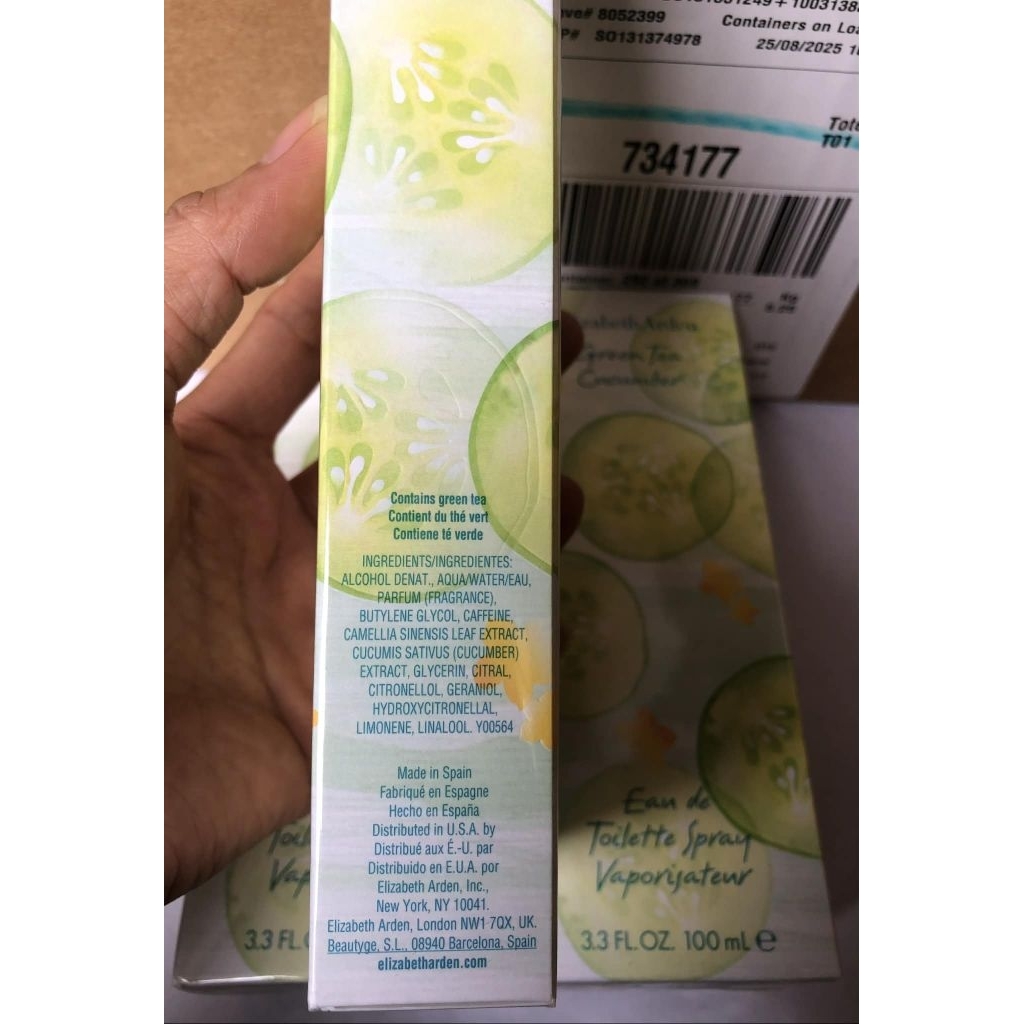 8052399
Containers on
SO131374978
25/08/2025
T01
734177
Green Tea
Cucumber
Contains green tea
Contient du thé vert
Contiene té verde
INGREDIENTS/INGREDIENTES:
ALCOHOL DENAT., AQUA/WATER/EAU,
PARFUM (FRAGRANCE),
BUTYLENE GLYCOL, CAFFEINE,
CAMELLIA SINENSIS LEAF EXTRACT,
CUCUMIS SATIVUS (CUCUMBER)
EXTRACT, GLYCERIN, CITRAL,
CITRONELLOL, GERANIOL,
HYDROXYCITRONELLAL,
LIMONENE, LINALOOL. Y00564
Made in Spain
Fabriqué en Espagne
Hecho en España
Distributed in U.S.A. by
Distribué aux É.-U. par
Distribuido en E.U.A. por
Elizabeth Arden, Inc.,
New York, NY 10041.
Elizabeth Arden, London NW1 7QX, UK.
Beautyge, S.L., 08940 Barcelona, Spain
elizabetharden.com
Eau de
Toilette Spray
Vaporisateur
3.3 FL.OZ. 100 mL ℮
3.3